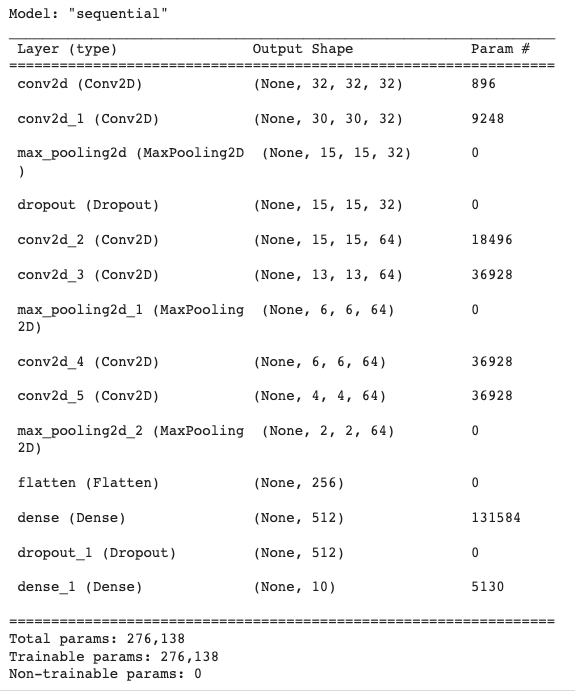 Model: "sequential"
_________________________________________________________________
Layer (type) Output Shape Param #
=================================================================
conv2d (Conv2D) (None, 32, 32, 32) 896
conv2d_1 (Conv2D) (None, 30, 30, 32) 9248
max_pooling2d (MaxPooling2D (None, 15, 15, 32) 0
)
dropout (Dropout) (None, 15, 15, 32) 0
conv2d_2 (Conv2D) (None, 15, 15, 64) 18496
conv2d_3 (Conv2D) (None, 13, 13, 64) 36928
max_pooling2d_1 (MaxPooling (None, 6, 6, 64) 0
2D)
conv2d_4 (Conv2D) (None, 6, 6, 64) 36928
conv2d_5 (Conv2D) (None, 4, 4, 64) 36928
max_pooling2d_2 (MaxPooling (None, 2, 2, 64) 0
2D)
flatten (Flatten) (None, 256) 0
dense (Dense) (None, 512) 131584
dropout_1 (Dropout) (None, 512) 0
dense_1 (Dense) (None, 10) 5130
=================================================================
Total params: 276,138
Trainable params: 276,138
Non-trainable params: 0